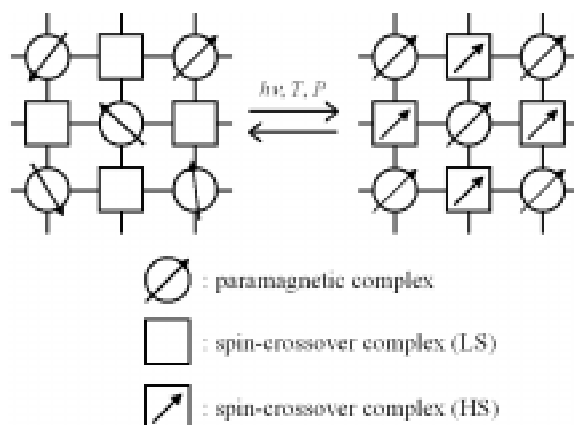 hν, T, P
: paramagnetic complex
: spin-crossover complex (LS)
: spin-crossover complex (HS)